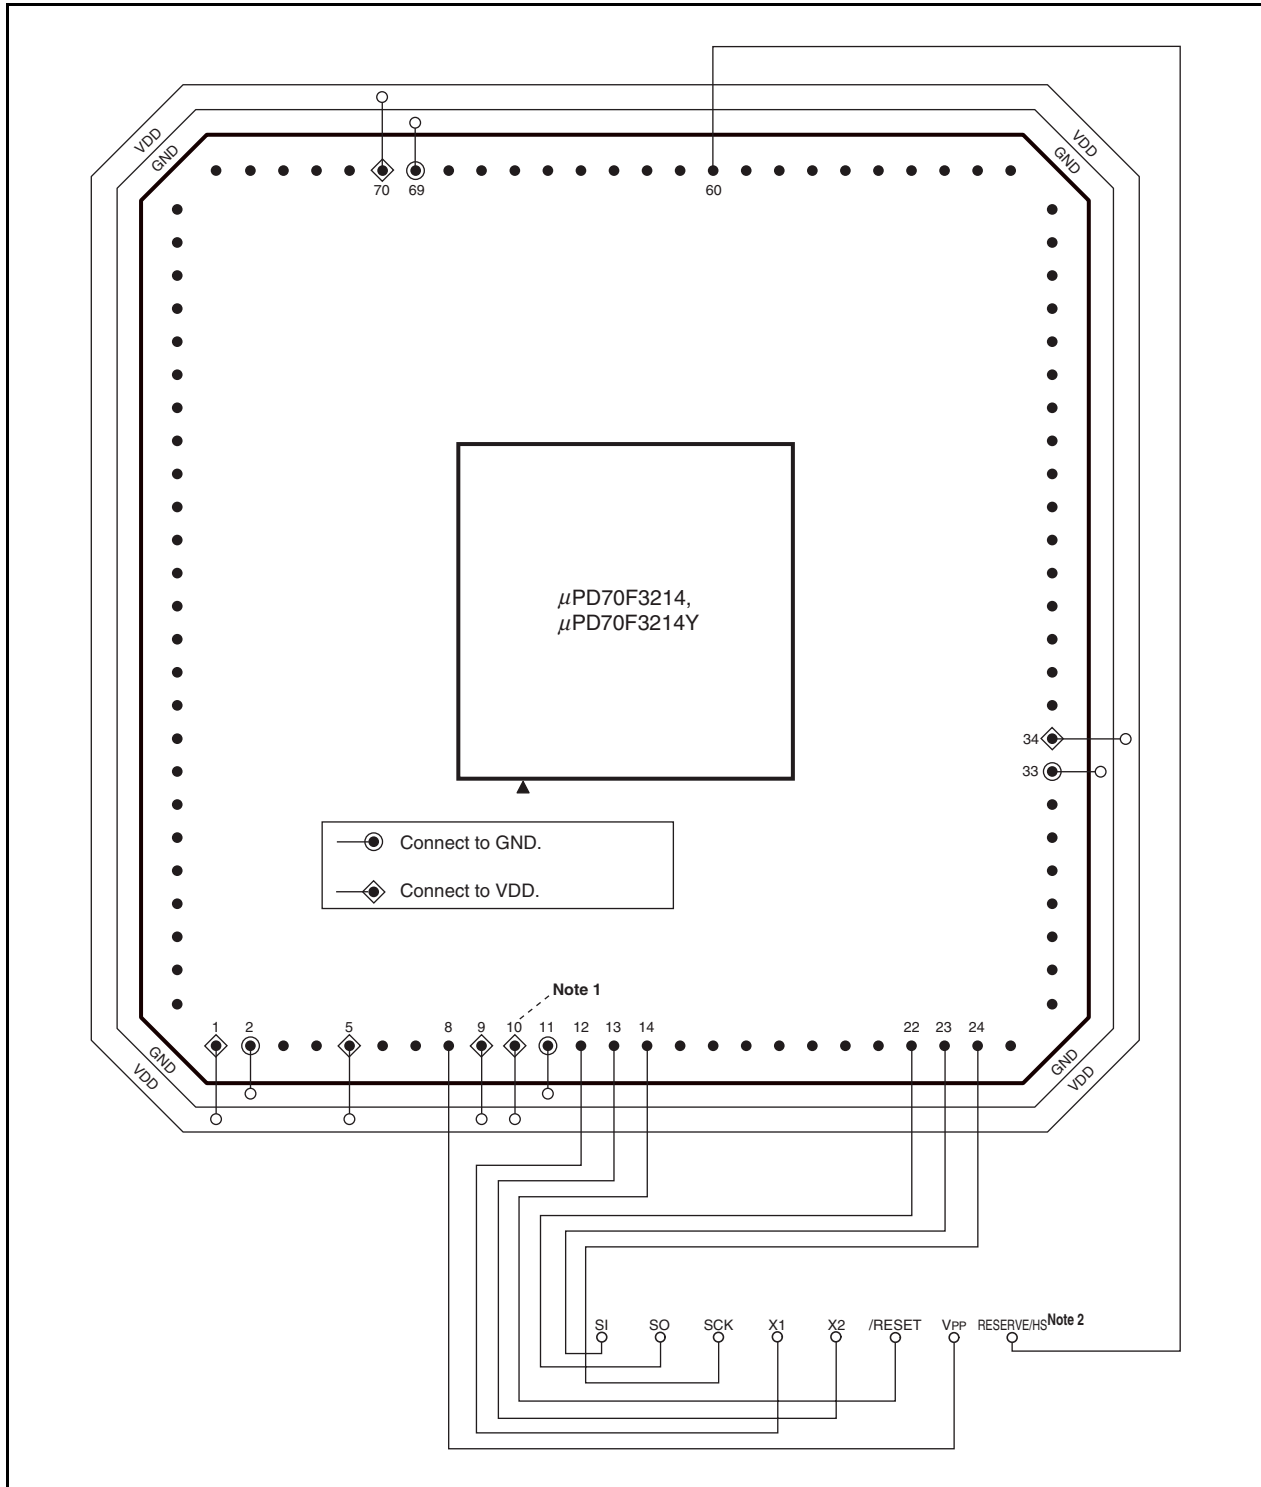 VDD
GND
VDD
GND
70 69 60
μPD70F3214,
μPD70F3214Y
34
33
Connect to GND.
Connect to VDD.
Note 1
1 2 5 8 9 10 11 12 13 14 22 23 24
GND
VDD
GND
VDD
SI SO SCK X1 X2 /RESET VPP RESERVE/HS Note 2